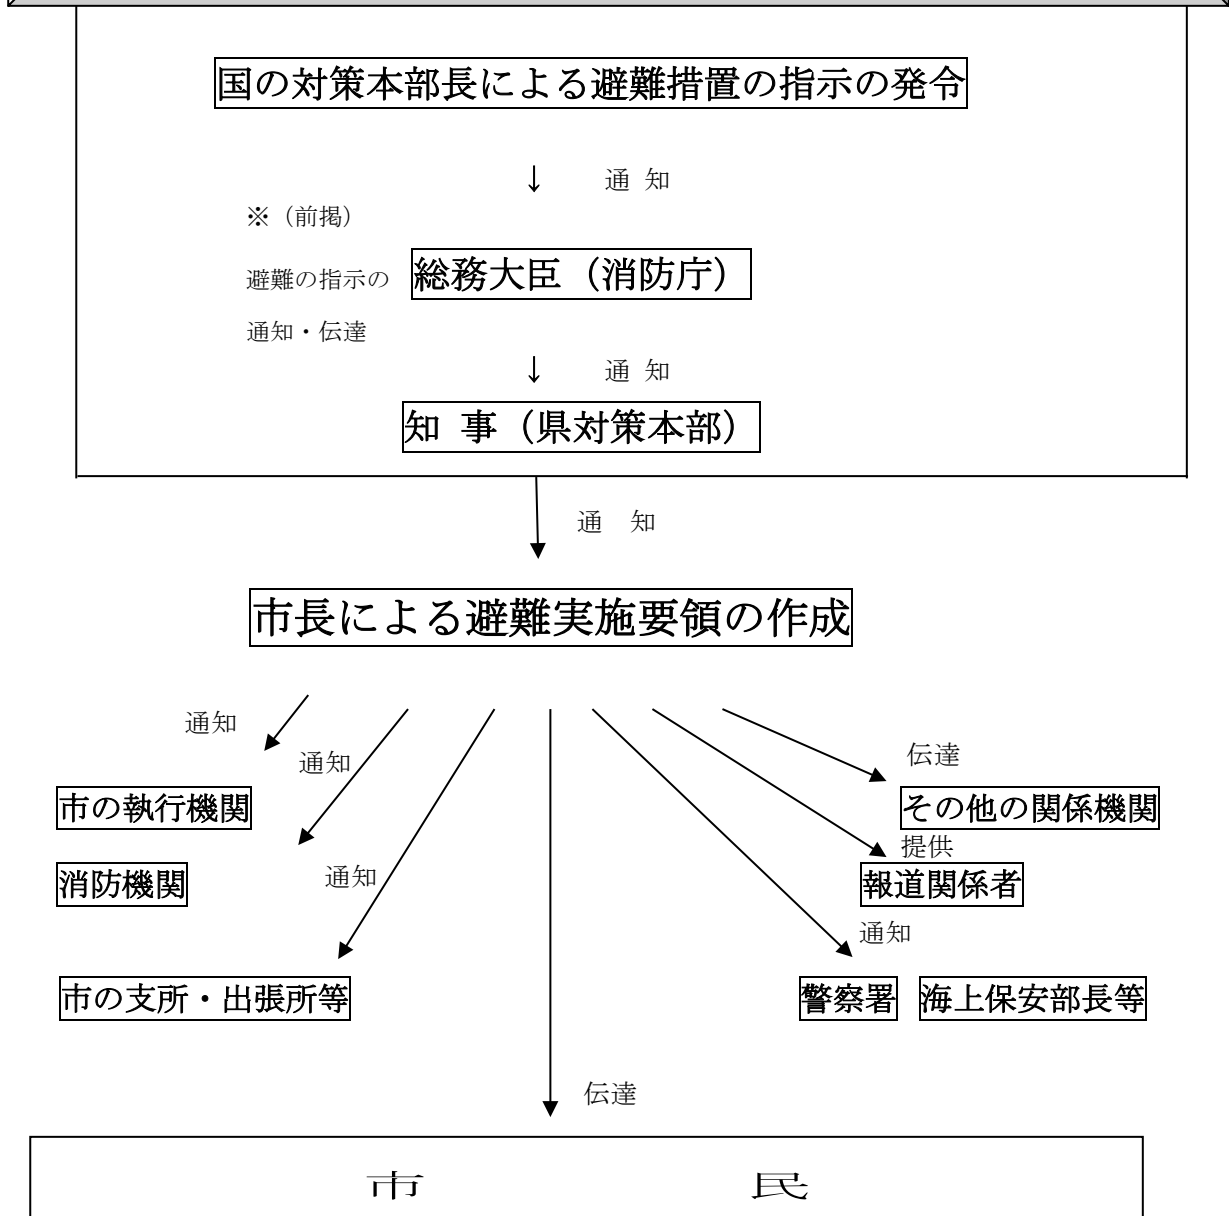 国の対策本部長による避難措置の指示の発令
↓ 通 知
※（前掲）
避難の指示の
総務大臣（消防庁）
通知・伝達
↓ 通 知
知 事（県対策本部）
通 知
市長による避難実施要領の作成
通知
伝達
通知
市の執行機関
その他の関係機関
提供
消防機関
通知
報道関係者
通知
市の支所・出張所等
警察署 海上保安部長等
伝達
市 民